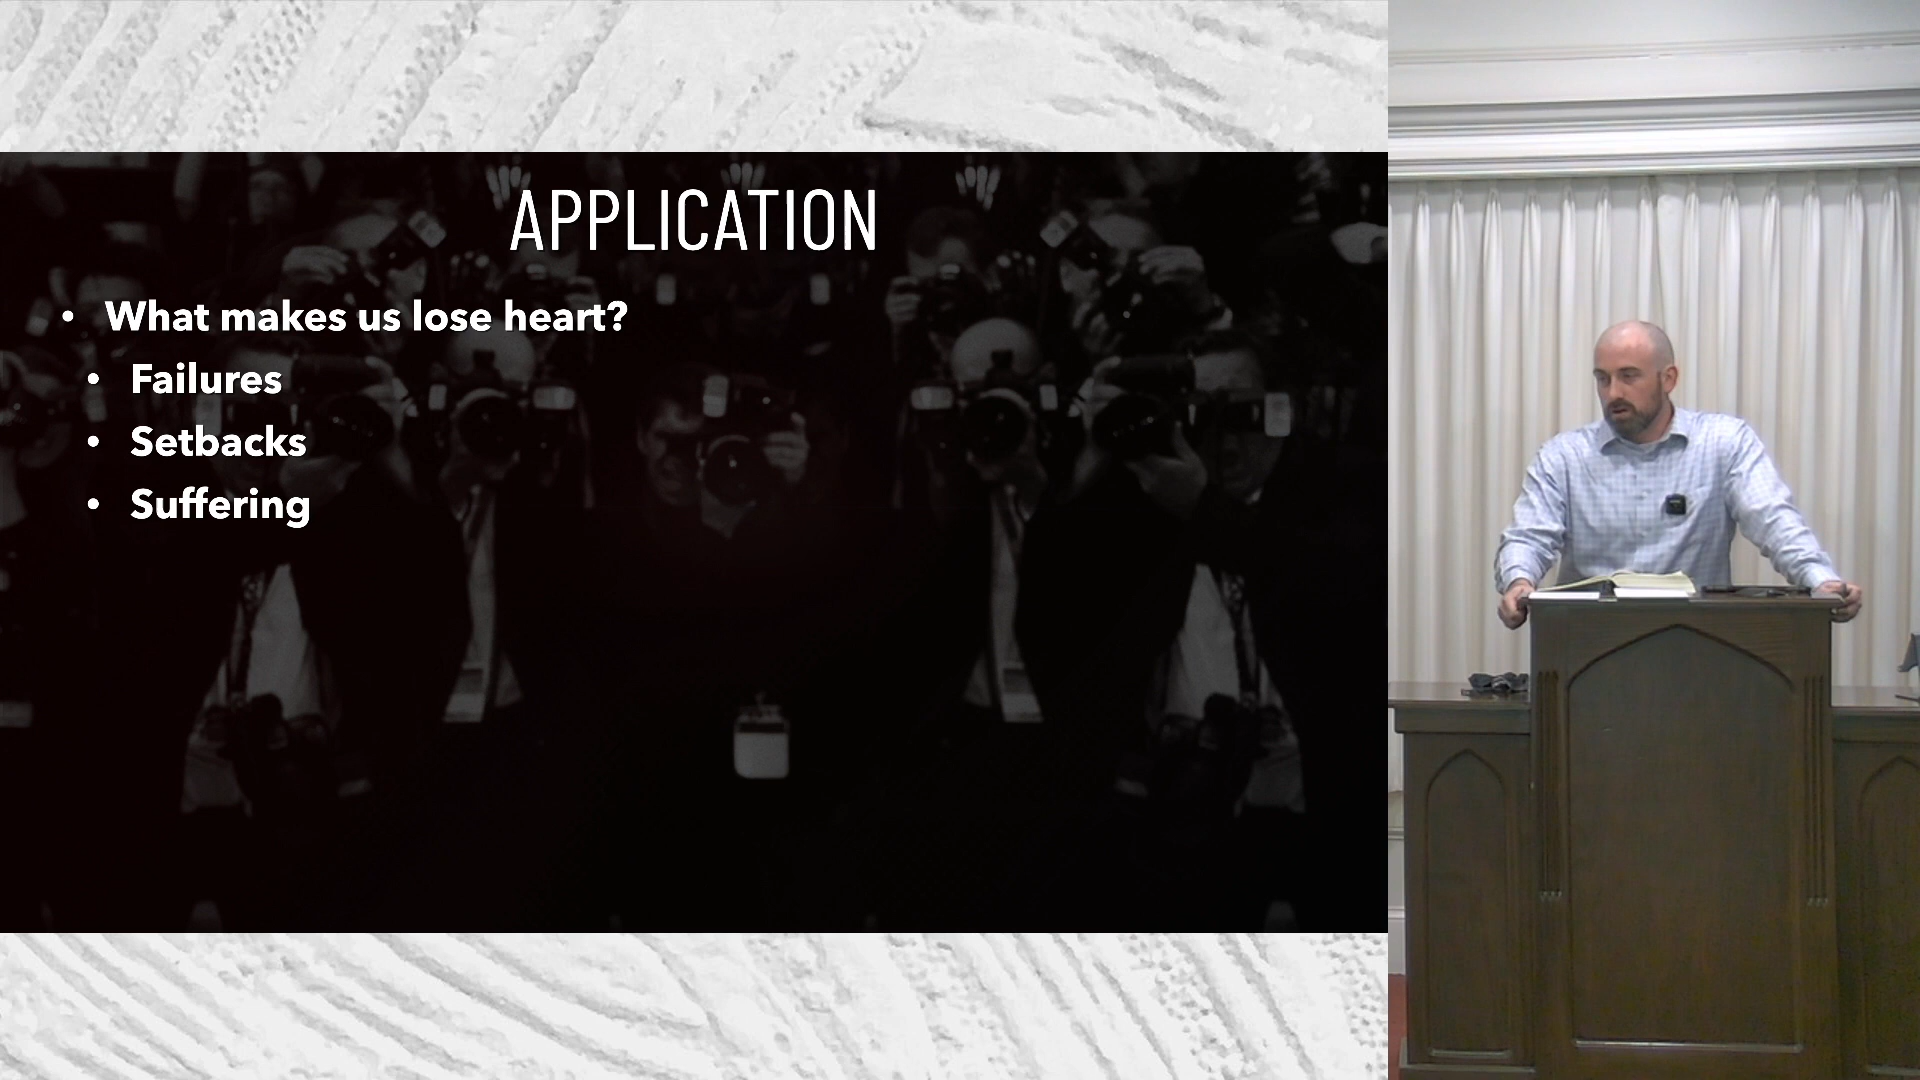 APPLICATION
• What makes us lose heart?
• Failures
• Setbacks
• Suffering